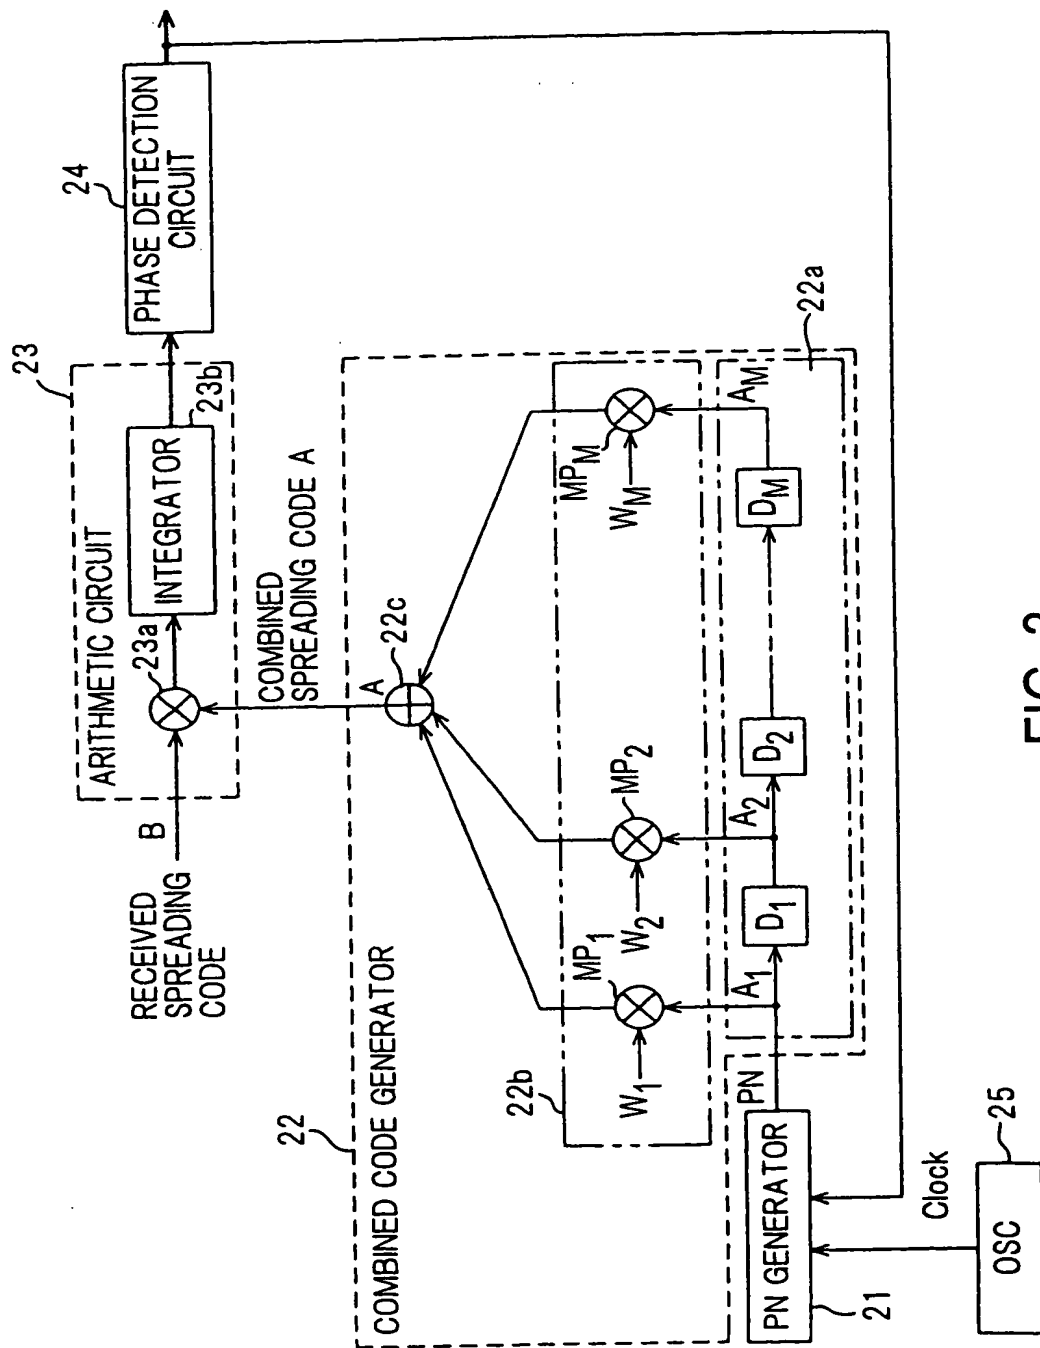 23
24
ARITHMETIC CIRCUIT
RECEIVED
SPREADING
CODE
B
23a
INTEGRATOR
23b
PHASE DETECTION
CIRCUIT
COMBINED
SPREADING CODE A
22
COMBINED CODE GENERATOR
A
22c
22b
MP1
MP2
MPM
W1
W2
WM
PN
A1
A2
AM
PN GENERATOR
D1
D2
DM
21
22a
Clock
25
OSC
FIG.